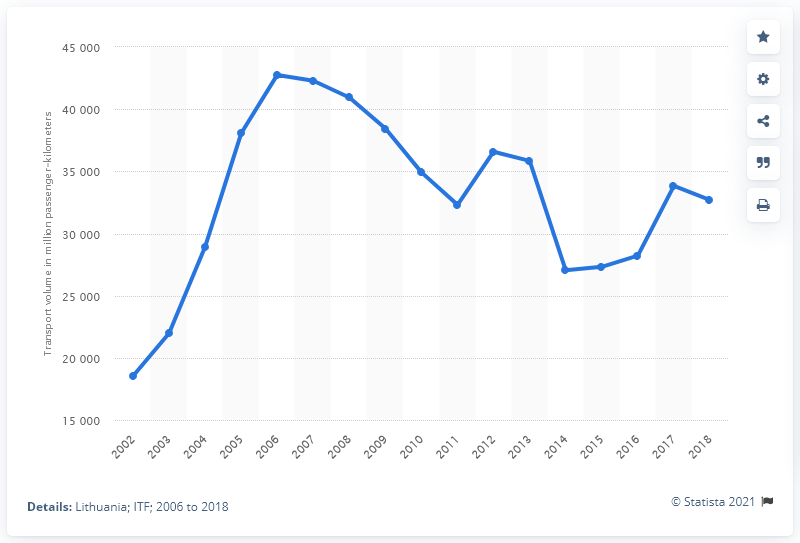 45 000
40 000
35 000
30 000
25 000
20 000
15 000
Transport volume in million passenger-kilometers
2002 2003 2004 2005 2006 2007 2008 2009 2010 2011 2012 2013 2014 2015 2016 2017 2018
© Statista 2021
Details: Lithuania; ITF; 2006 to 2018